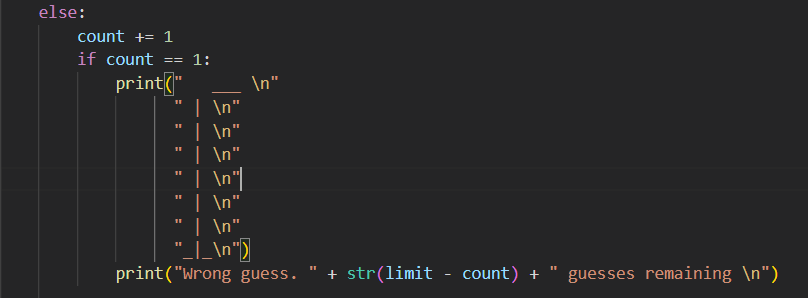 else:
    count += 1
    if count == 1:
        print("   ___ \n"
              " | \n"
              " | \n"
              " | \n"
              " | \n"
              " | \n"
              " | \n"
              "_|_\n")
        print("Wrong guess. " + str(limit - count) + " guesses remaining \n")